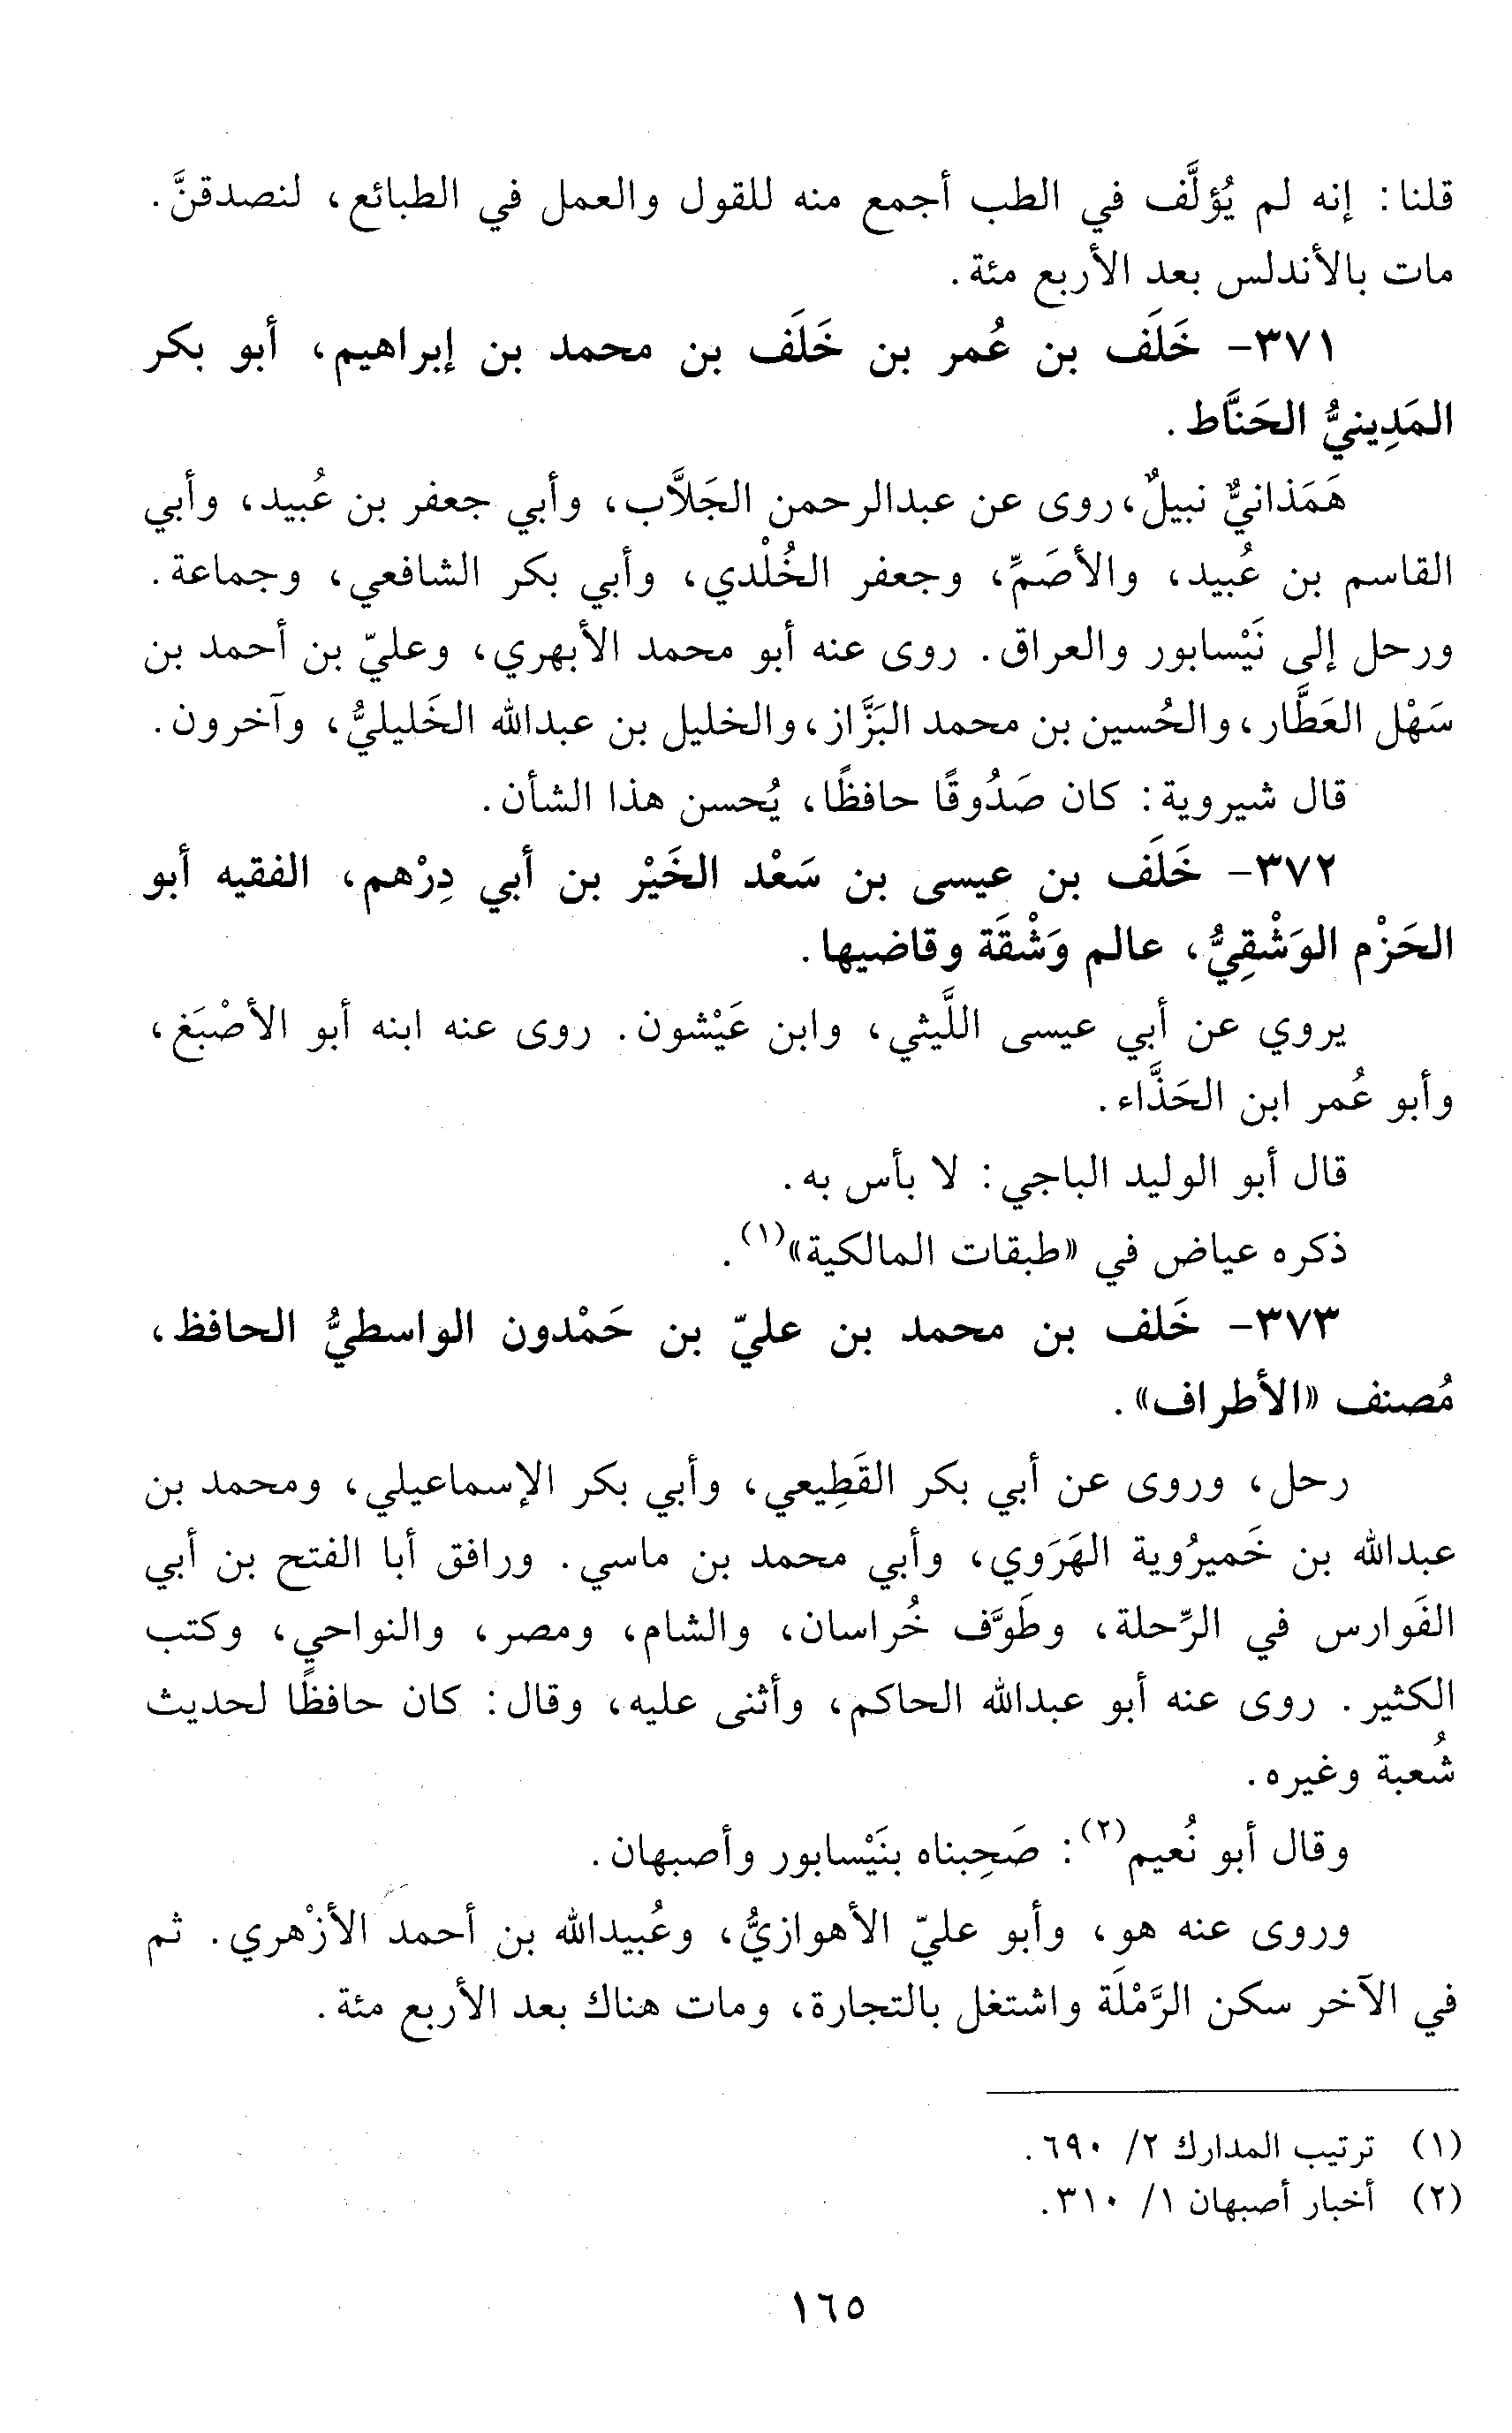 قلنا: إنه لم يُؤلَّف في الطب أجمع منه للقول والعمل في الطبائع، لنصدقنَّ.
مات بالأندلس بعد الأربع مئة.
٣٧١- خَلَف بن عُمر بن خَلَف بن محمد بن إبراهيم، أبو بكر
المَدِينيُّ الحَنَّاط.
هَمَذانيٌّ نبيلٌ، روى عن عبدالرحمن الجَلاَّب، وأبي جعفر بن عُبيد، وأبي
القاسم بن عُبيد، والأصَمِّ، وجعفر الخُلْدي، وأبي بكر الشافعي، وجماعة.
ورحل إلى نَيْسابور والعراق. روى عنه أبو محمد الأبهري، وعليّ بن أحمد بن
سَهْل العَطَّار، والحُسين بن محمد البَزَّاز، والخليل بن عبدالله الخَليليُّ، وآخرون.
قال شيروية: كان صَدُوقًا حافظًا، يُحسن هذا الشأن.
٣٧٢- خَلَف بن عيسى بن سَعْد الخَيْر بن أبي دِرْهم، الفقيه أبو
الحَزْم الوَشْقِيُّ، عالم وَشْقَة وقاضيها.
يروي عن أبي عيسى اللَّيثي، وابن عَيْشون. روى عنه ابنه أبو الأصْبَغ،
وأبو عُمر ابن الحَذَّاء.
قال أبو الوليد الباجي: لا بأس به.
ذكره عياض في «طبقات المالكية»(١).
٣٧٣- خَلف بن محمد بن عليّ بن حَمْدون الواسطيُّ الحافظ،
مُصنف «الأطراف».
رحل، وروى عن أبي بكر القَطِيعي، وأبي بكر الإسماعيلي، ومحمد بن
عبدالله بن خَميرُوية الهَرَوي، وأبي محمد بن ماسي. ورافق أبا الفتح بن أبي
الفَوارس في الرِّحلة، وطَوَّف خُراسان، والشام، ومصر، والنواحي، وكتب
الكثير. روى عنه أبو عبدالله الحاكم، وأثنى عليه، وقال: كان حافظًا لحديث
شُعبة وغيره.
وقال أبو نُعيم(٢): صَحِبناه بنَيْسابور وأصبهان.
وروى عنه هو، وأبو عليّ الأهوازيُّ، وعُبيدالله بن أحمد الأزْهري. ثم
في الآخر سكن الرَّمْلَة واشتغل بالتجارة، ومات هناك بعد الأربع مئة.
(١) ترتيب المدارك ٢/ ٦٩٠.
(٢) أخبار أصبهان ١/ ٣١٠.
١٦٥